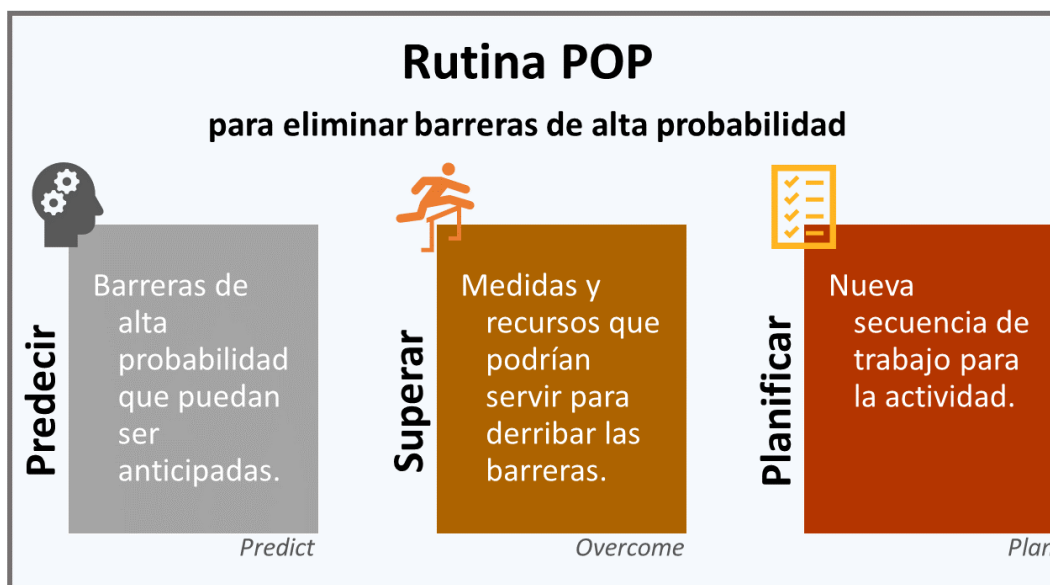 Rutina POP
para eliminar barreras de alta probabilidad
Predecir
Barreras de
alta
probabilidad
que puedan
ser
anticipadas.
Predict
Superar
Medidas y
recursos que
podrían
servir para
derribar las
barreras.
Overcome
Planificar
Nueva
secuencia de
trabajo para
la actividad.
Plan